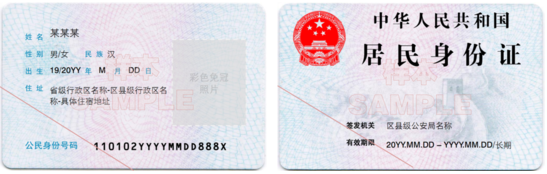 姓名 某某某
性别 男/女 民族 汉
出生 19/20YY 年 M 月 DD 日
住址 省级行政区名称-区县级行政区名
称-具体住宿地址
彩色免冠
照片
样本
SAMPLE
公民身份号码 110102YYYYMMDD888X
中华人民共和国
居民身份证
样本
SAMPLE
签发机关 区县级公安局名称
有效期限 20YY.MM.DD – YYYY.MM.DD/长期